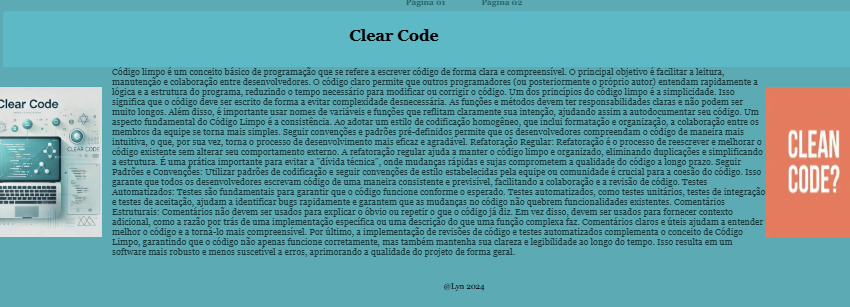 Página 01 Página 02
Clear Code
Código limpo é um conceito básico de programação que se refere a escrever código de forma clara e compreensível. O principal objetivo é facilitar a leitura,
manutenção e colaboração entre desenvolvedores. O código claro permite que outros programadores (ou posteriormente o próprio autor) entendam rapidamente a
lógica e a estrutura do programa, reduzindo o tempo necessário para modificar ou corrigir o código. Um dos princípios do código limpo é a simplicidade. Isso
significa que o código deve ser escrito de forma a evitar complexidade desnecessária. As funções e métodos devem ter responsabilidades claras e não podem ser
muito longos. Além disso, é importante usar nomes de variáveis e funções que reflitam claramente sua intenção, ajudando assim a autodocumentar seu código. Um
aspecto fundamental do Código Limpo é a consistência. Ao adotar um estilo de codificação homogêneo, que inclui formatação e organização, a colaboração entre os
membros da equipe se torna mais simples. Seguir convenções e padrões pré-definidos permite que os desenvolvedores compreendam o código de maneira mais
intuitiva, o que, por sua vez, torna o processo de desenvolvimento mais eficaz e agradável. Refatoração Regular: Refatoração é o processo de reescrever e melhorar o
código existente sem alterar seu comportamento externo. A refatoração regular ajuda a manter o código limpo e organizado, eliminando duplicações e simplificando
a estrutura. É uma prática importante para evitar a "dívida técnica", onde mudanças rápidas e sujas comprometem a qualidade do código a longo prazo. Seguir
Padrões e Convenções: Utilizar padrões de codificação e seguir convenções de estilo estabelecidas pela equipe ou comunidade é crucial para a coesão do código. Isso
garante que todos os desenvolvedores escrevam código de uma maneira consistente e previsível, facilitando a colaboração e a revisão de código. Testes
Automatizados: Testes são fundamentais para garantir que o código funcione conforme o esperado. Testes automatizados, como testes unitários, testes de integração
e testes de aceitação, ajudam a identificar bugs rapidamente e garantem que as mudanças no código não quebrem funcionalidades existentes. Comentários
Estruturais: Comentários não devem ser usados para explicar o óbvio ou repetir o que o código já diz. Em vez disso, devem ser usados para fornecer contexto
adicional, como a razão por trás de uma implementação específica ou uma descrição do que uma função complexa faz. Comentários claros e úteis ajudam a entender
melhor o código e a torná-lo mais compreensível. Por último, a implementação de revisões de código e testes automatizados complementa o conceito de Código
Limpo, garantindo que o código não apenas funcione corretamente, mas também mantenha sua clareza e legibilidade ao longo do tempo. Isso resulta em um
software mais robusto e menos suscetível a erros, aprimorando a qualidade do projeto de forma geral.
Clear Code
CLEAR CODE
CLEAN
CODE?
@Lyn 2024